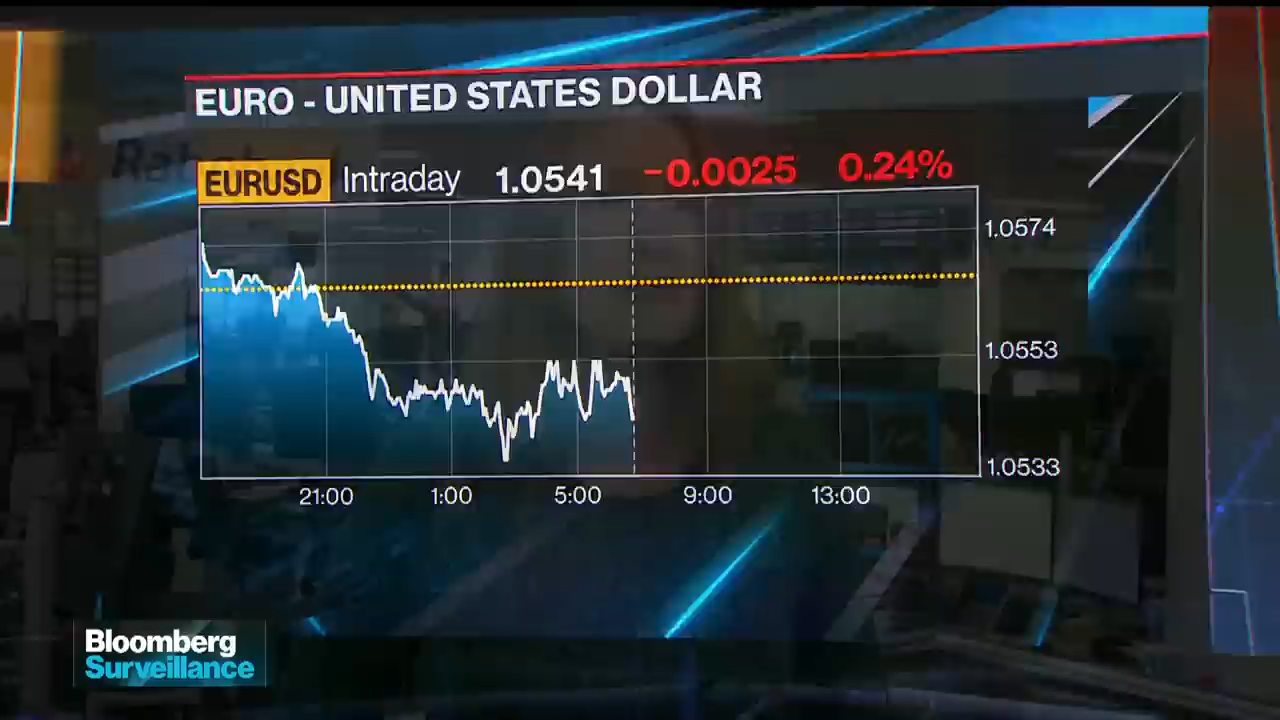 EURO - UNITED STATES DOLLAR
EURUSD Intraday 1.0541 -0.0025 0.24%
1.0574
1.0553
1.0533
21:00 1:00 5:00 9:00 13:00
Bloomberg
Surveillance